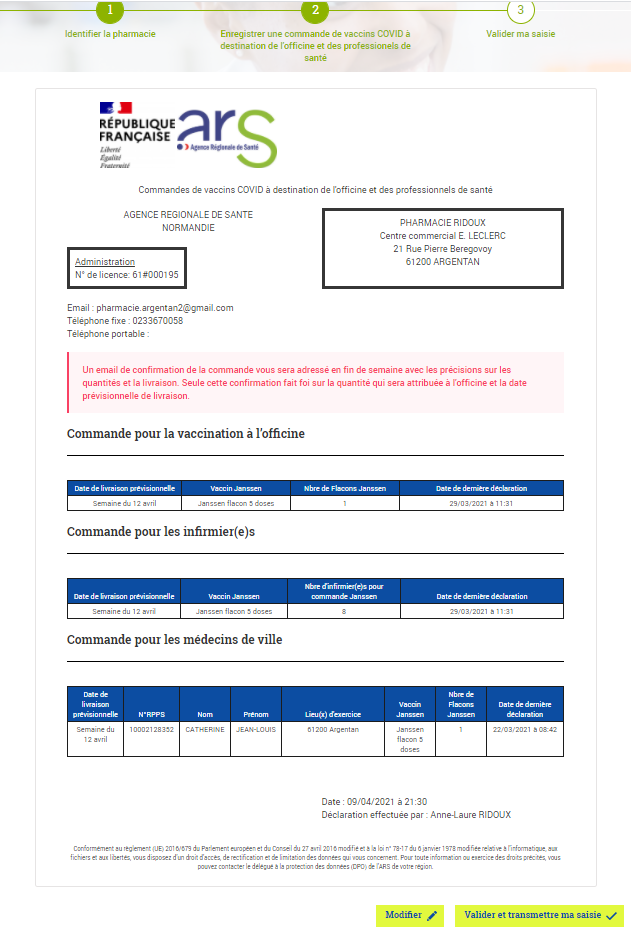 1
2
3
Identifier la pharmacie
Enregistrer une commande de vaccins COVID à
destination de l'officine et des professionnels de
santé
Valider ma saisie
RÉPUBLIQUE
FRANÇAISE
Liberté
Égalité
Fraternité
ars
Agence Régionale de Santé
Commandes de vaccins COVID à destination de l'officine et des professionnels de santé
AGENCE REGIONALE DE SANTE
NORMANDIE
PHARMACIE RIDOUX
Centre commercial E. LECLERC
21 Rue Pierre Beregovoy
61200 ARGENTAN
Administration
N° de licence: 61#000195
Email : pharmacie.argentan2@gmail.com
Téléphone fixe : 0233670058
Téléphone portable :
Un email de confirmation de la commande vous sera adressé en fin de semaine avec les précisions sur les
quantités et la livraison. Seule cette confirmation fait foi sur la quantité qui sera attribuée à l'officine et la date
prévisionnelle de livraison.
Commande pour la vaccination à l'officine
Date de livraison prévisionnelle Vaccin Janssen Nbre de Flacons Janssen Date de dernière déclaration
Semaine du 12 avril Janssen flacon 5 doses 1 29/03/2021 à 11:31
Commande pour les infirmier(e)s
Date de livraison prévisionnelle Vaccin Janssen Nbre d'infirmier(e)s pour commande Janssen Date de dernière déclaration
Semaine du 12 avril Janssen flacon 5 doses 8 29/03/2021 à 11:31
Commande pour les médecins de ville
Date de livraison prévisionnelle N°RPPS Nom Prénom Lieu(x) d'exercice Vaccin Janssen Nbre de Flacons Janssen Date de dernière déclaration
Semaine du 12 avril 10002128352 CATHERINE JEAN-LOUIS 61200 Argentan Janssen flacon 5 doses 1 22/03/2021 à 08:42
Date : 09/04/2021 à 21:30
Déclaration effectuée par : Anne-Laure RIDOUX
Conformément au règlement (UE) 2016/679 du Parlement européen et du Conseil du 27 avril 2016 modifié et à la loi n° 78-17 du 6 janvier 1978 modifiée relative à l'informatique, aux
fichiers et aux libertés, vous disposez d'un droit d'accès, de rectification et de limitation des données qui vous concernent. Pour toute information ou exercice des droits précités, vous
pouvez contacter le délégué à la protection des données (DPO) de l'ARS de votre région.
Modifier
Valider et transmettre ma saisie